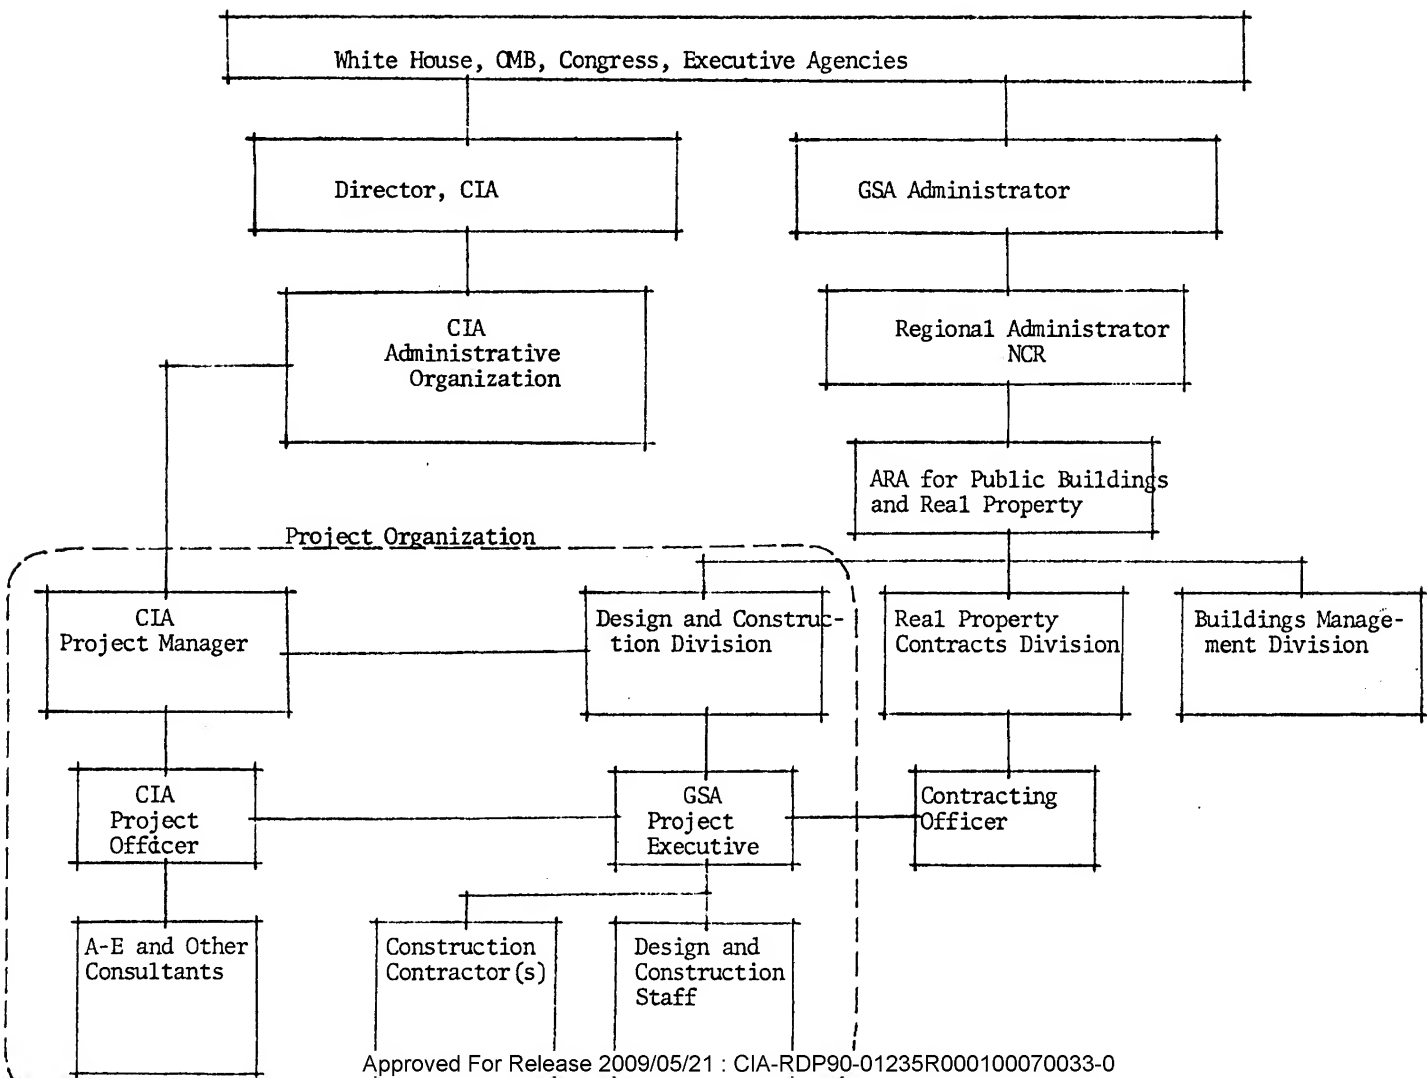 White House, OMB, Congress, Executive Agencies
Director, CIA
GSA Administrator
CIA
Administrative
Organization
Regional Administrator
NCR
ARA for Public Buildings
and Real Property
Project Organization
CIA
Project Manager
Design and Construc-
tion Division
Real Property
Contracts Division
Buildings Manage-
ment Division
CIA
Project
Officer
GSA
Project
Executive
Contracting
Officer
A-E and Other
Consultants
Construction
Contractor(s)
Design and
Construction
Staff
Approved For Release 2009/05/21 : CIA-RDP90-01235R000100070033-0